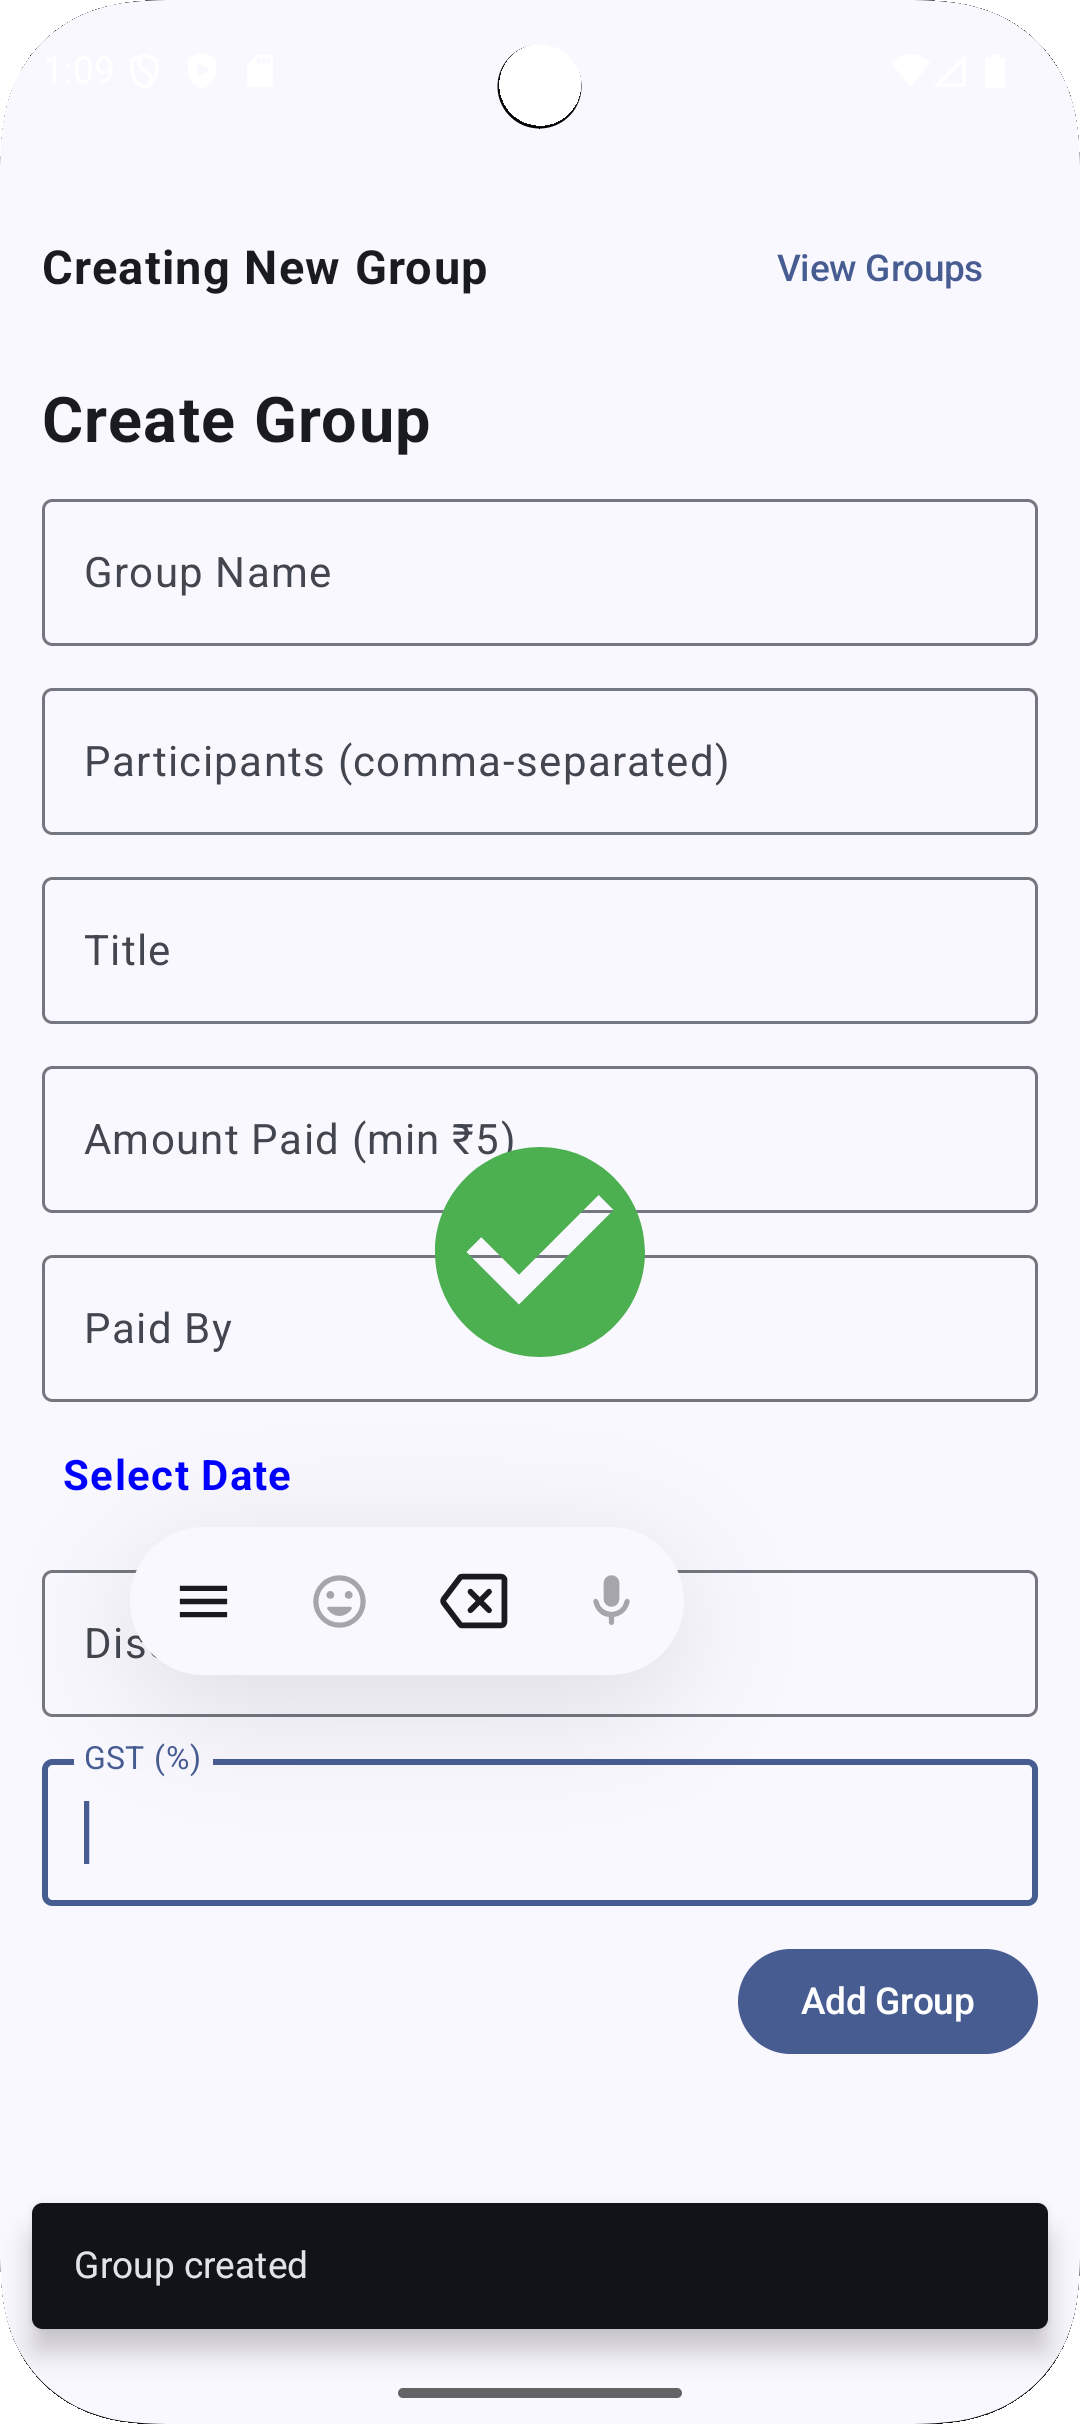 1:09
Creating New Group
View Groups
Create Group
Group Name
Participants (comma-separated)
Title
Amount Paid (min ₹5)
Paid By
Select Date
GST (%)
Add Group
Group created